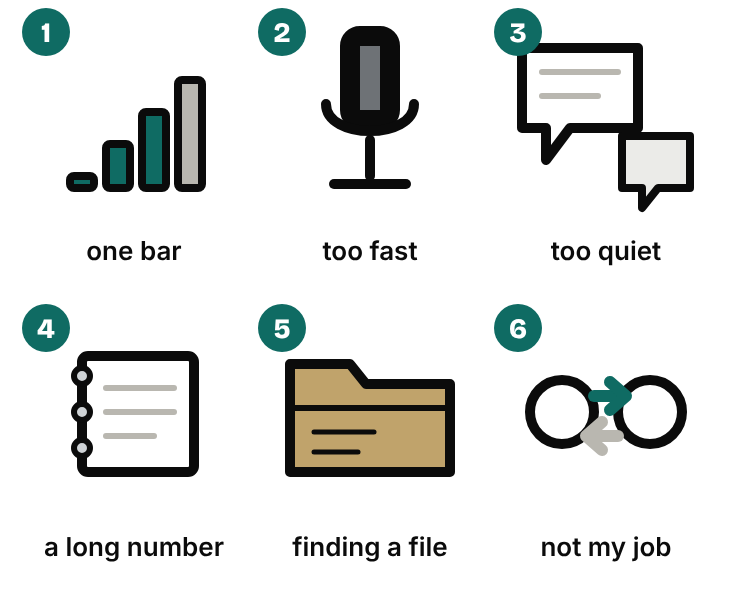 1
2
3
one bar
too fast
too quiet
4
5
6
a long number
finding a file
not my job